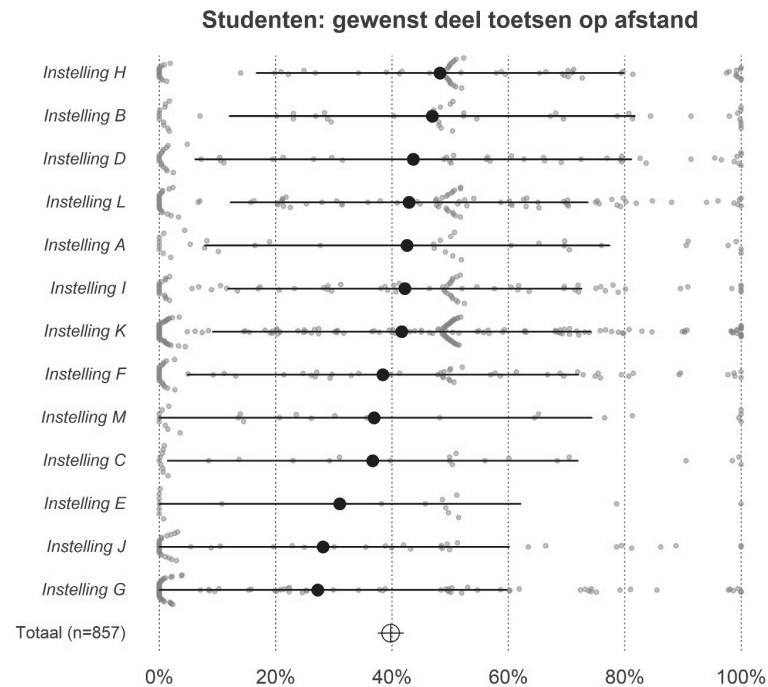 Studenten: gewenst deel toetsen op afstand
Instelling H
Instelling B
Instelling D
Instelling L
Instelling A
Instelling I
Instelling K
Instelling F
Instelling M
Instelling C
Instelling E
Instelling J
Instelling G
Totaal (n=857)
0% 20% 40% 60% 80% 100%